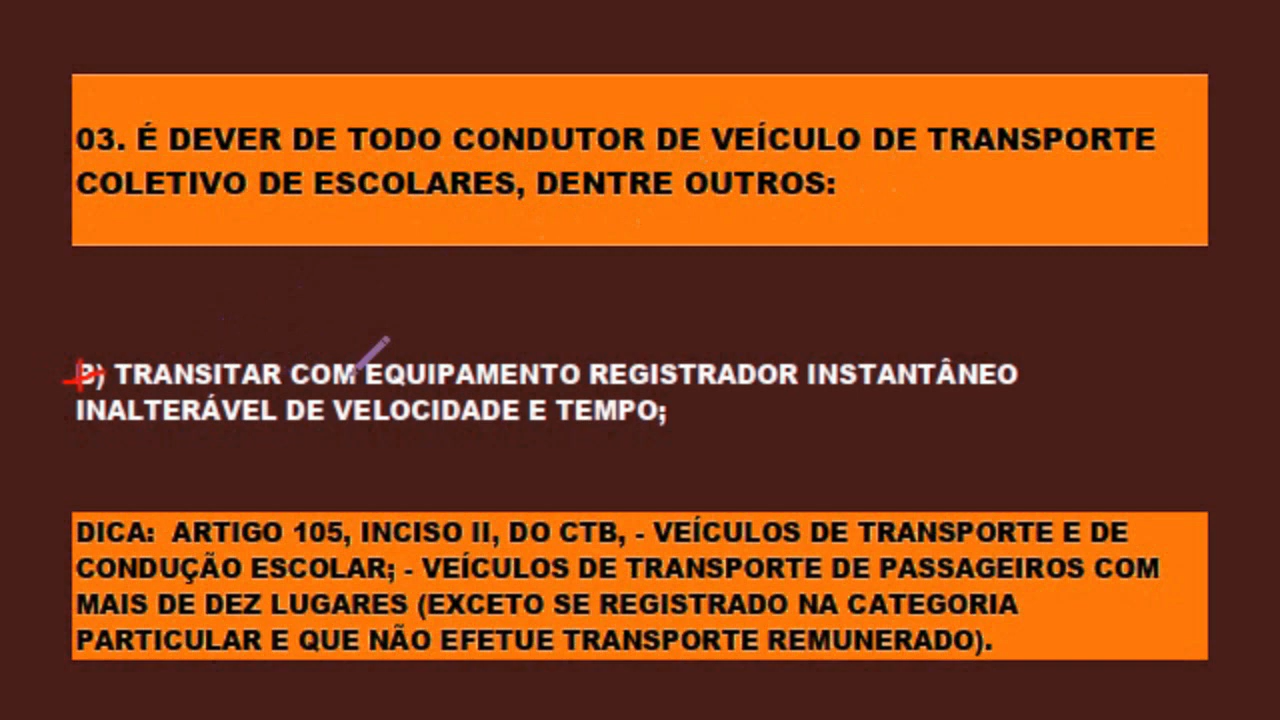 03. É DEVER DE TODO CONDUTOR DE VEÍCULO DE TRANSPORTE
COLETIVO DE ESCOLARES, DENTRE OUTROS:
B) TRANSITAR COM EQUIPAMENTO REGISTRADOR INSTANTÂNEO
INALTERÁVEL DE VELOCIDADE E TEMPO;
DICA: ARTIGO 105, INCISO II, DO CTB, - VEÍCULOS DE TRANSPORTE E DE
CONDUÇÃO ESCOLAR; - VEÍCULOS DE TRANSPORTE DE PASSAGEIROS COM
MAIS DE DEZ LUGARES (EXCETO SE REGISTRADO NA CATEGORIA
PARTICULAR E QUE NÃO EFETUE TRANSPORTE REMUNERADO).